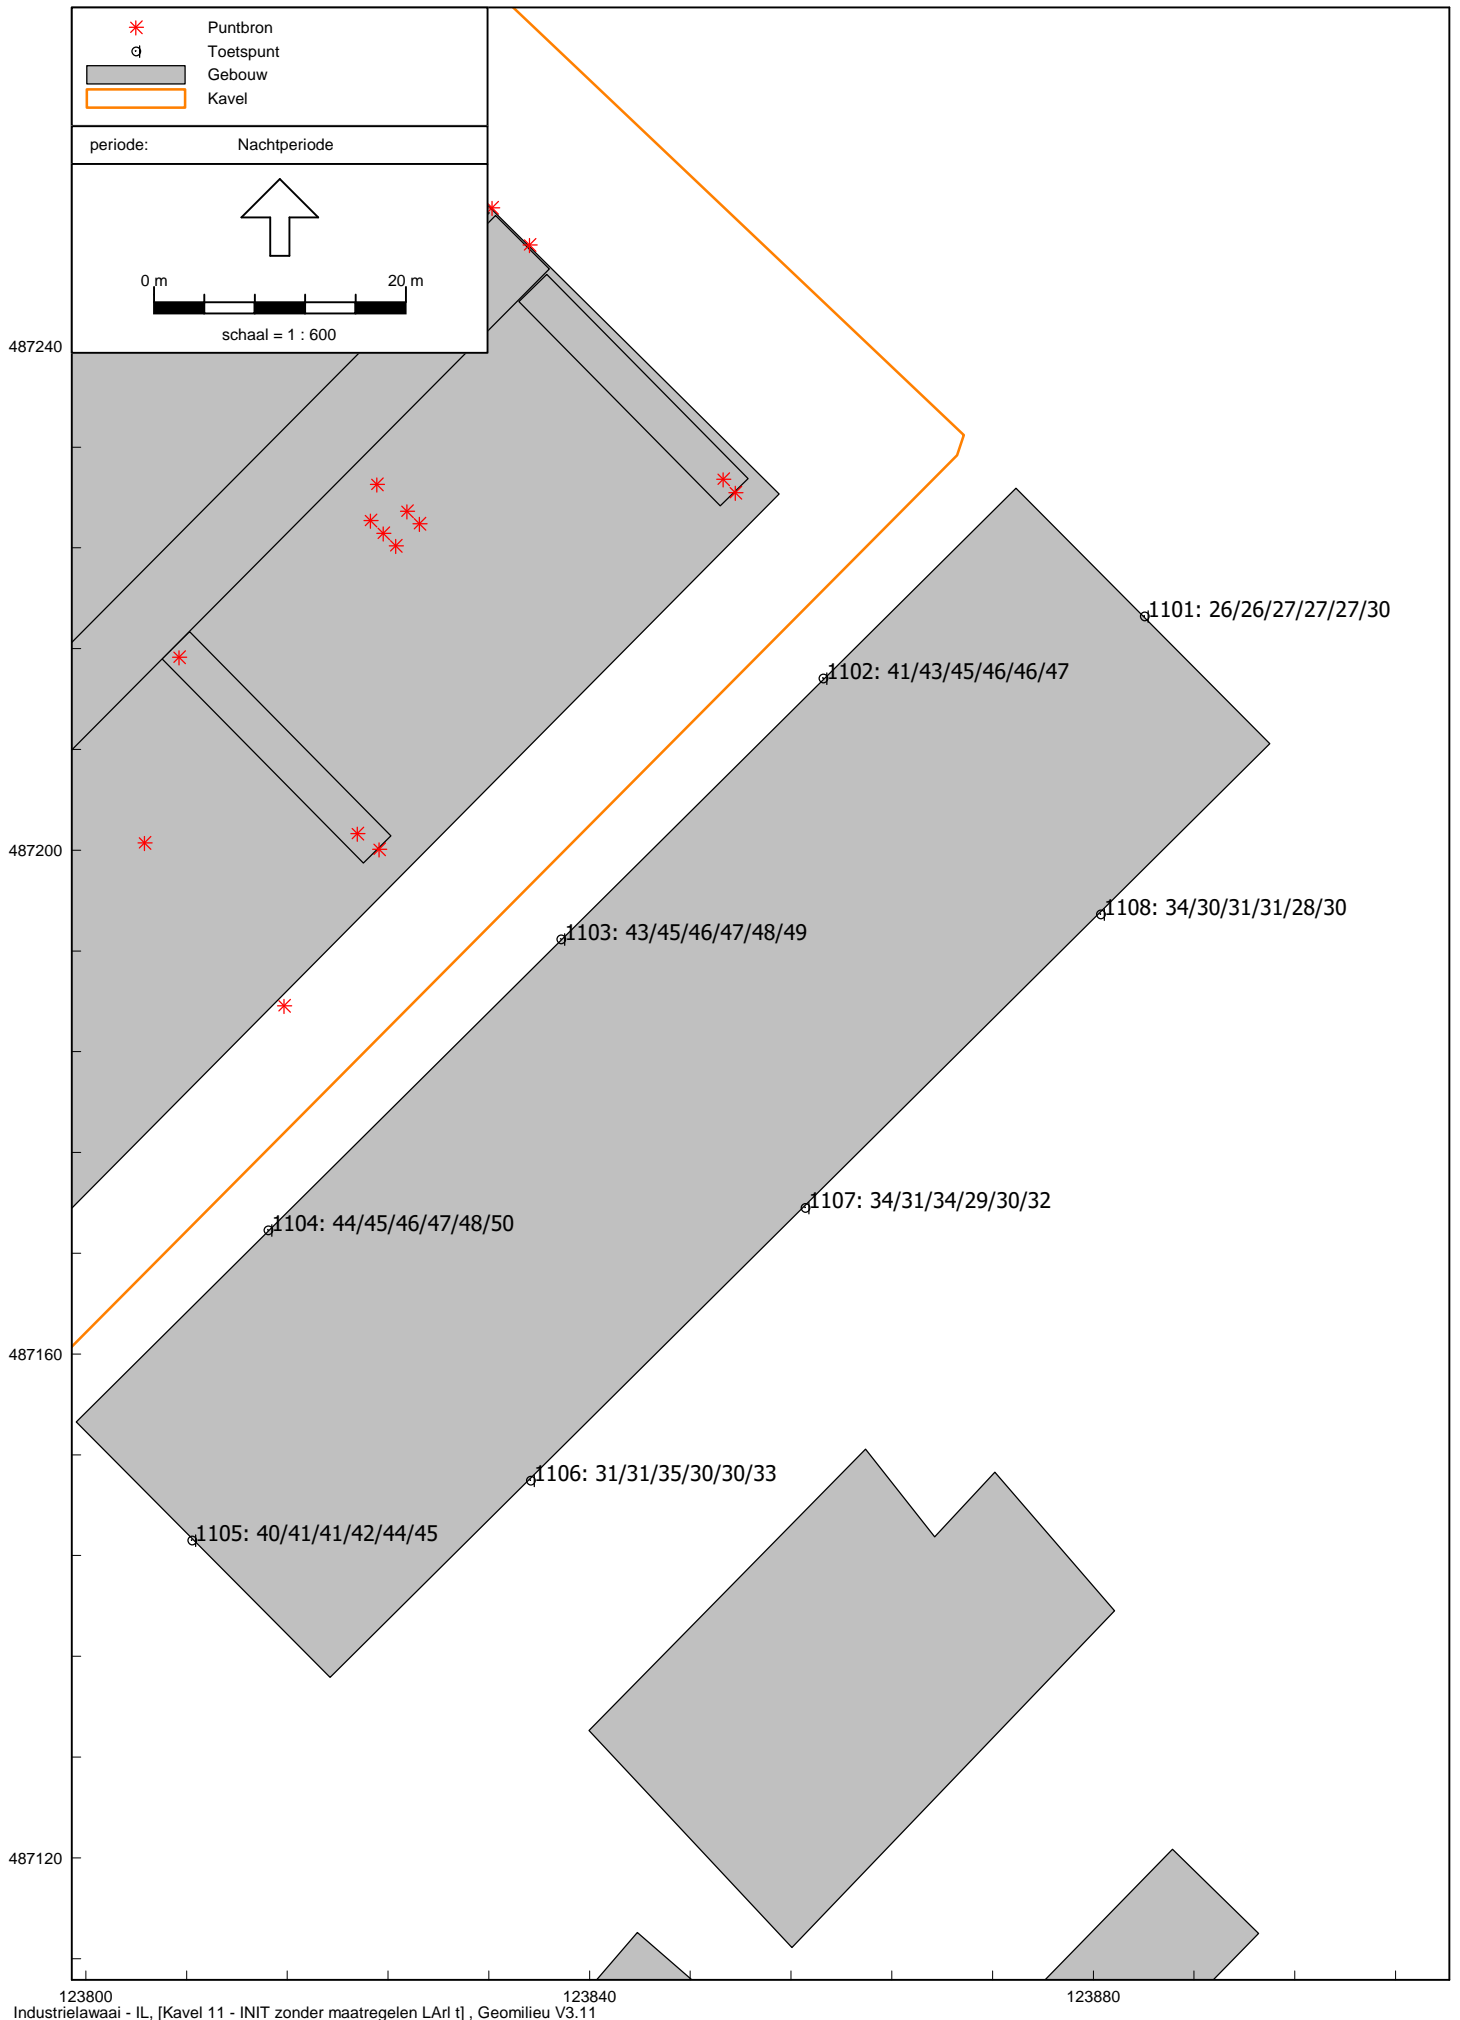 Puntbron
Toetspunt
Gebouw
Kavel
periode: Nachtperiode
0 m 20 m
schaal = 1 : 600
487240
1101: 26/26/27/27/27/30
1102: 41/43/45/46/46/47
487200
1108: 34/30/31/31/28/30
1103: 43/45/46/47/48/49
1107: 34/31/34/29/30/32
1104: 44/45/46/47/48/50
487160
1106: 31/31/35/30/30/33
1105: 40/41/41/42/44/45
487120
123800 123840 123880
Industrielawaai - IL, [Kavel 11 - INIT zonder maatregelen LArl t] , Geomilieu V3.11